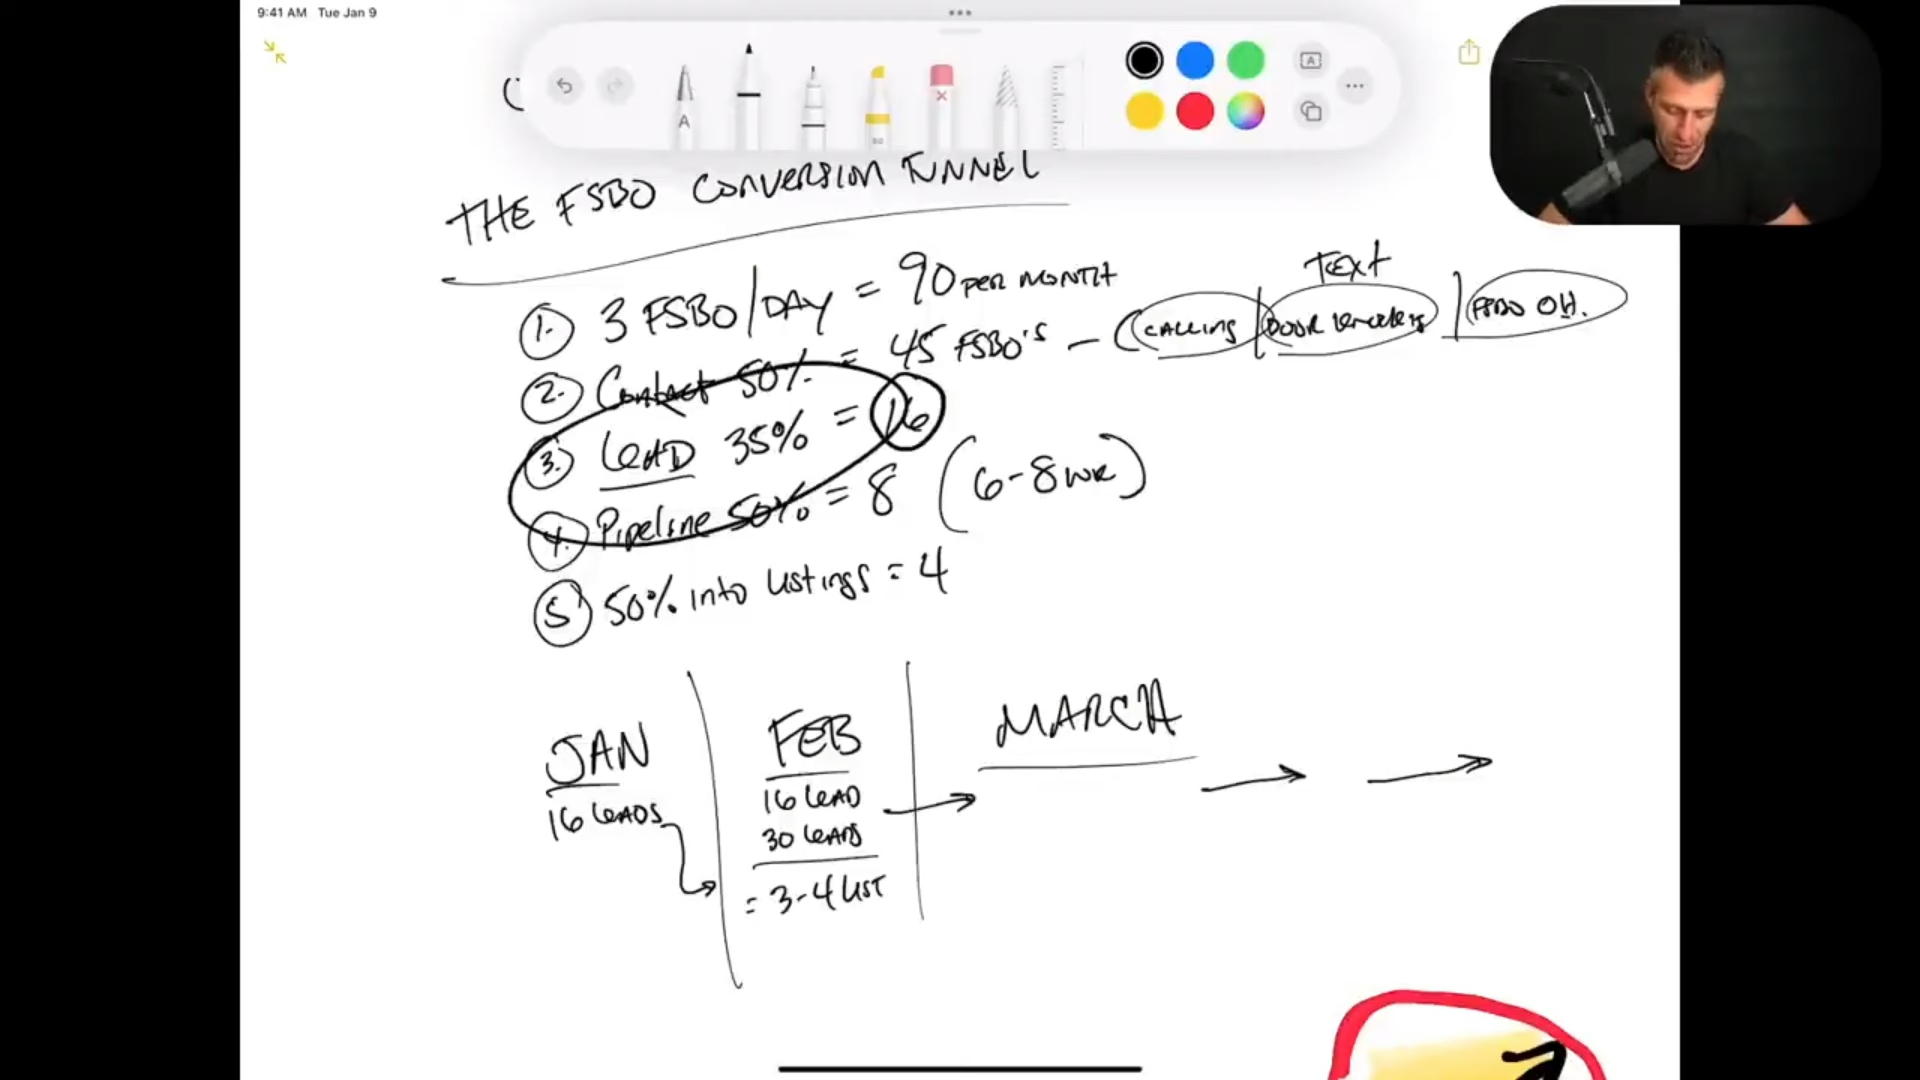 9:41 AM Tue Jan 9
THE FSBO CONVERSION FUNNEL
1. 3 FSBO/DAY = 90 PER MONTH
TEXT
2. Contact 50% = 45 FSBO'S - (CALLING | DOOR KNOCKING | FSBO OH.
3. LEAD 35% = 16
4. Pipeline 50% = 8 (6-8 WK)
5 50% into Listings = 4
JAN
16 LEADS
FEB
16 LEAD
30 LEADS
= 3-4 LIST
MARCH